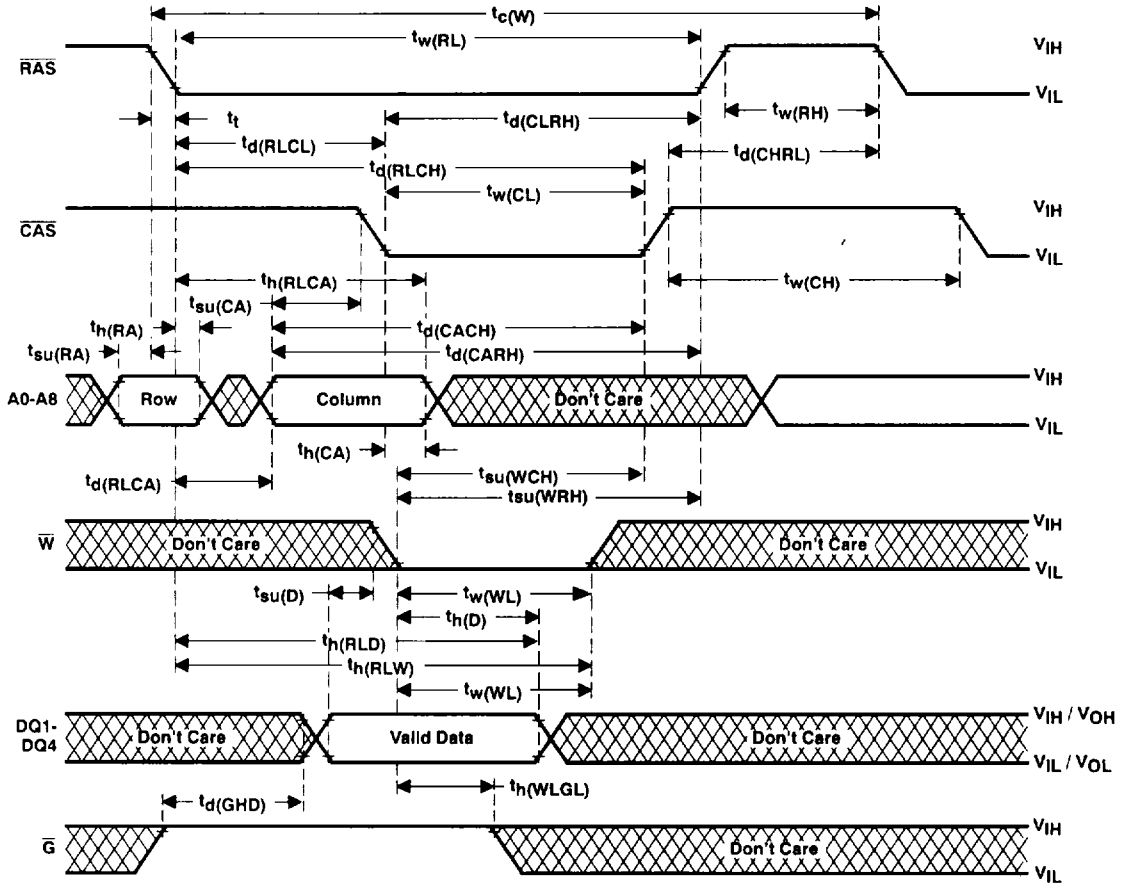 tc(W)
tw(RL)
RAS
VIH
VIL
tt
td(CLRH)
tw(RH)
td(RLCL)
td(CHRL)
td(RLCH)
tw(CL)
CAS
VIH
VIL
th(RLCA)
tw(CH)
tsu(CA)
th(RA)
td(CACH)
tsu(RA)
td(CARH)
A0-A8
Row
Column
Don't Care
VIH
VIL
th(CA)
tsu(WCH)
td(RLCA)
tsu(WRH)
W
Don't Care
Don't Care
VIH
VIL
tsu(D)
tw(WL)
th(D)
th(RLD)
th(RLW)
tw(WL)
DQ1-
DQ4
Don't Care
Valid Data
Don't Care
VIH / VOH
VIL / VOL
th(WLGL)
td(GHD)
G
Don't Care
VIH
VIL